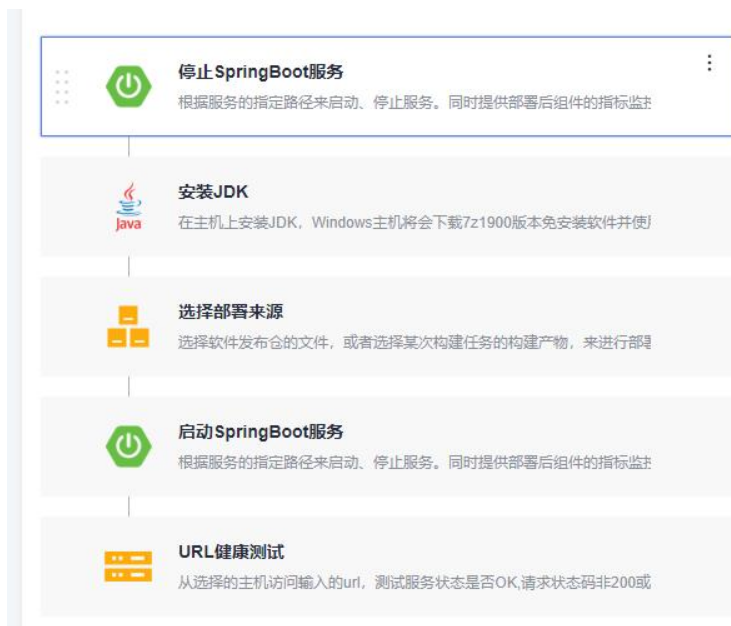 停止SpringBoot服务
根据服务的指定路径来启动、停止服务。同时提供部署后组件的指标监
安装JDK
Java
在主机上安装JDK，Windows主机将会下载7z1900版本免安装软件并使
选择部署来源
选择软件发布仓的文件，或者选择某次构建任务的构建产物，来进行部
启动SpringBoot服务
根据服务的指定路径来启动、停止服务。同时提供部署后组件的指标监
URL健康测试
从选择的主机访问输入的url，测试服务状态是否OK,请求状态码非200或